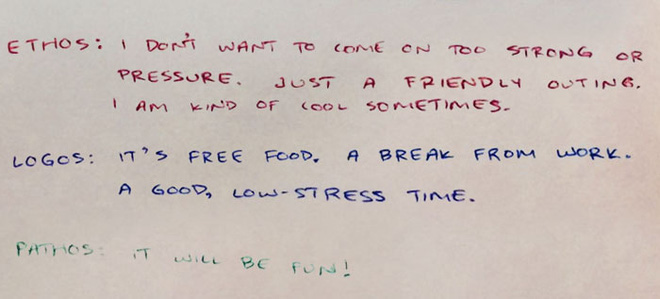 ETHOS: I DON'T WANT TO COME ON TOO STRONG OR
PRESSURE. JUST A FRIENDLY OUTING.
I AM KIND OF COOL SOMETIMES.
LOGOS: IT'S FREE FOOD. A BREAK FROM WORK.
A GOOD, LOW-STRESS TIME.
PATHOS: IT WILL BE FUN!